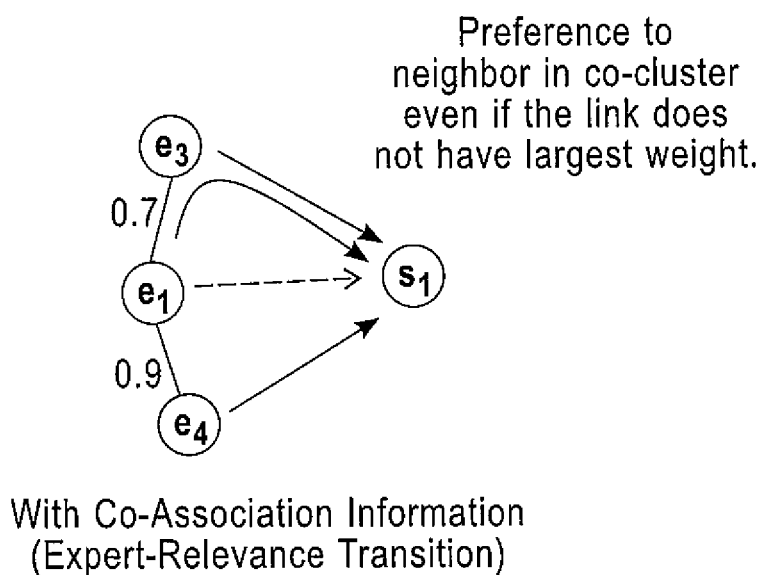 Preference to
neighbor in co-cluster
even if the link does
not have largest weight.
e3
0.7
e1
s1
0.9
e4
With Co-Association Information
(Expert-Relevance Transition)